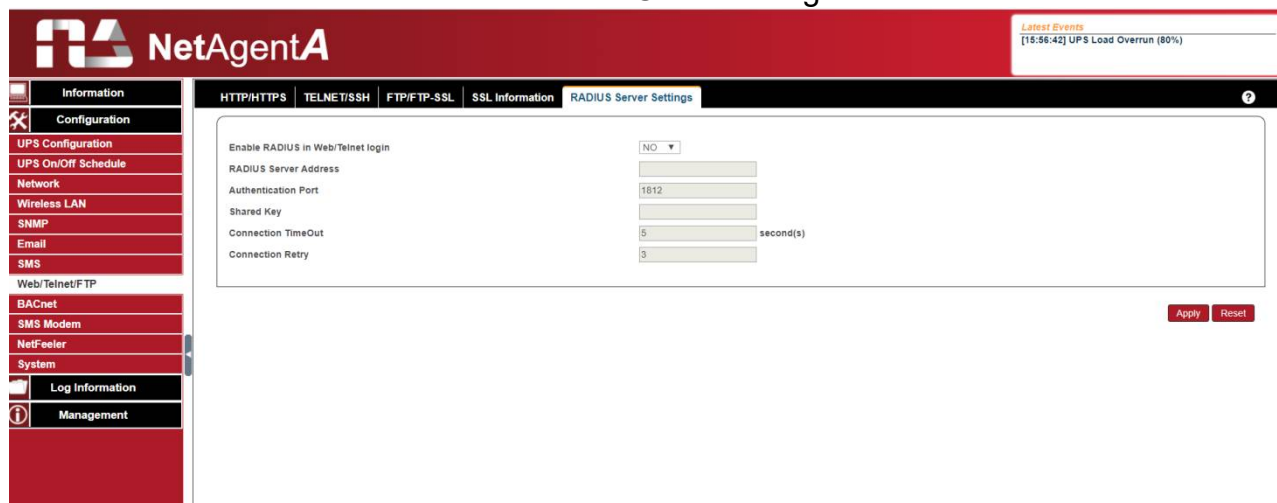 NetAgentA
Latest Events
[15:56:42] UPS Load Overrun (80%)
Information
Configuration
UPS Configuration
UPS On/Off Schedule
Network
Wireless LAN
SNMP
Email
SMS
Web/Telnet/FTP
BACnet
SMS Modem
NetFeeler
System
Log Information
Management
HTTP/HTTPS TELNET/SSH FTP/FTP-SSL SSL Information RADIUS Server Settings ?
Enable RADIUS in Web/Telnet login NO
RADIUS Server Address
Authentication Port 1812
Shared Key
Connection TimeOut 5 second(s)
Connection Retry 3
Apply Reset